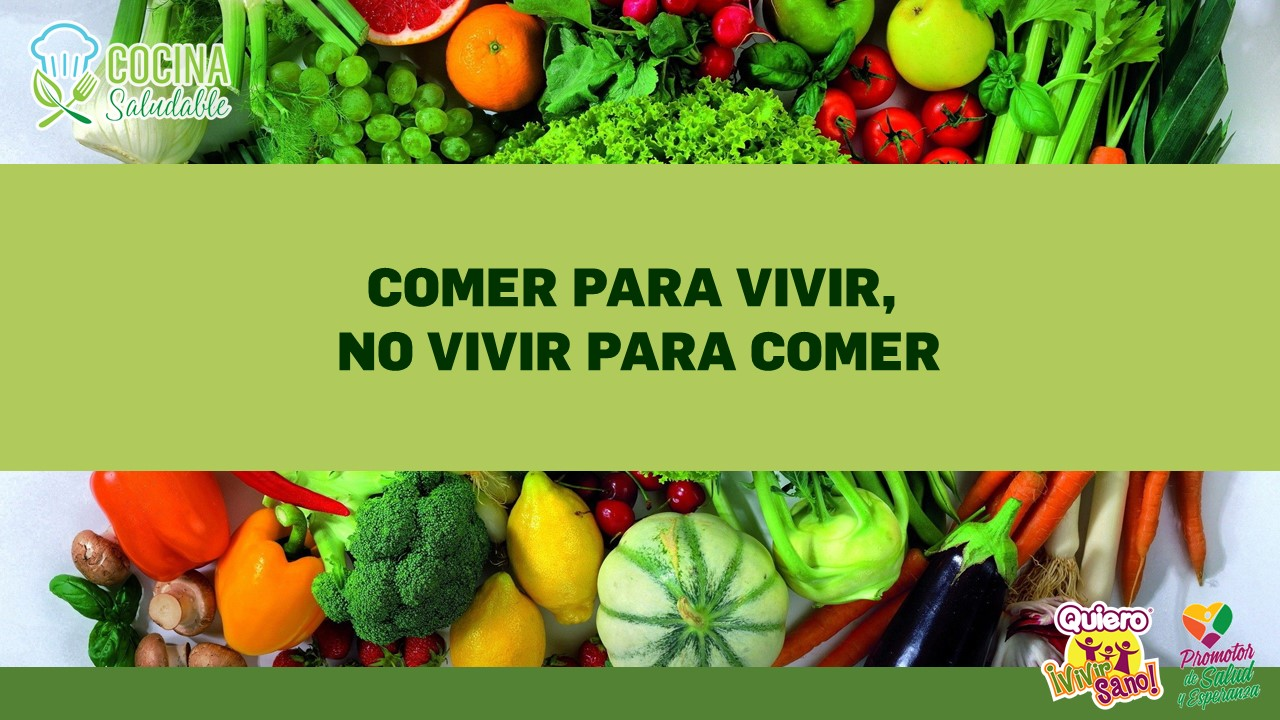 COCINA
Saludable
COMER PARA VIVIR,
NO VIVIR PARA COMER
Quiero
¡Vivir
Sano!
Promotor
de Salud
y Esperanza